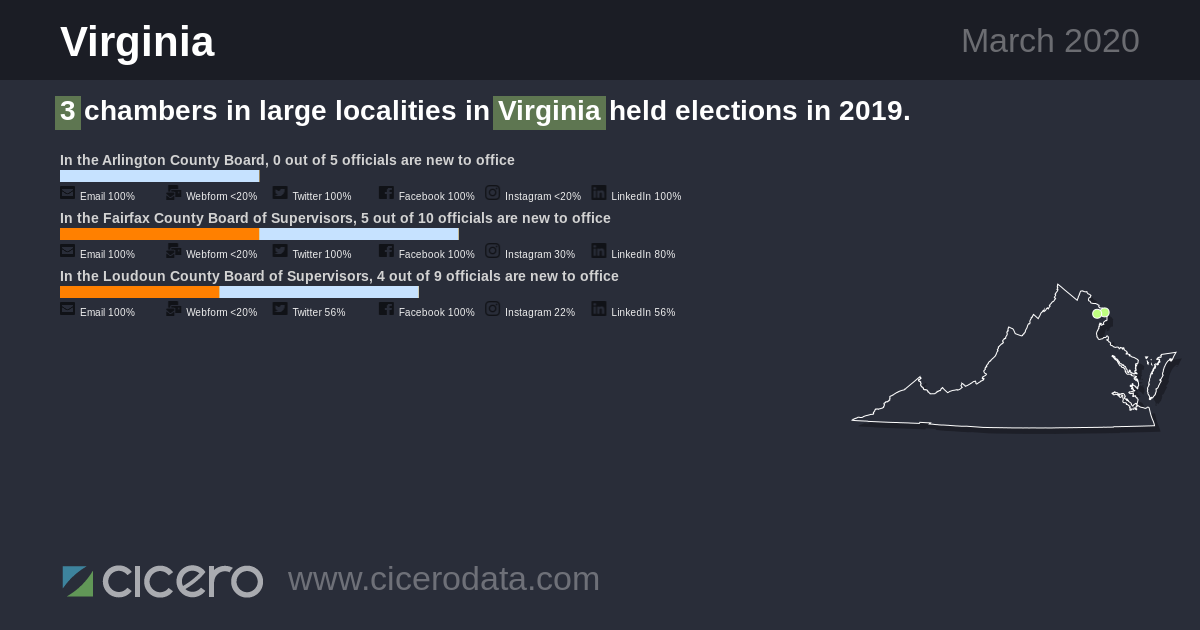 Virginia
March 2020
3 chambers in large localities in Virginia held elections in 2019.
In the Arlington County Board, 0 out of 5 officials are new to office
Email 100% Webform <20% Twitter 100% Facebook 100% Instagram <20% LinkedIn 100%
In the Fairfax County Board of Supervisors, 5 out of 10 officials are new to office
Email 100% Webform <20% Twitter 100% Facebook 100% Instagram 30% LinkedIn 80%
In the Loudoun County Board of Supervisors, 4 out of 9 officials are new to office
Email 100% Webform <20% Twitter 56% Facebook 100% Instagram 22% LinkedIn 56%
cicero www.cicerodata.com